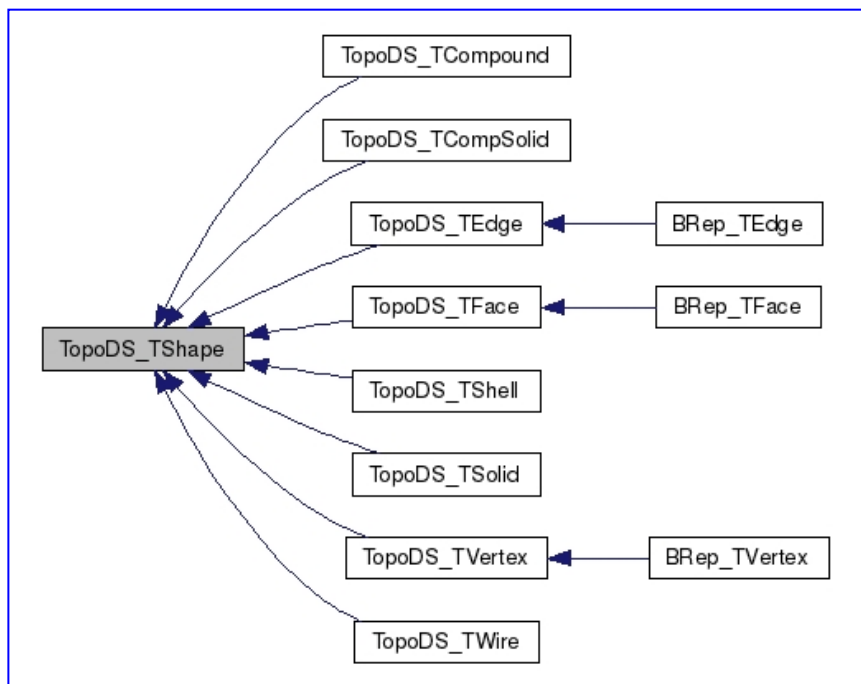 TopoDS_TCompound
TopoDS_TCompSolid
TopoDS_TEdge
BRep_TEdge
TopoDS_TFace
BRep_TFace
TopoDS_TShape
TopoDS_TShell
TopoDS_TSolid
TopoDS_TVertex
BRep_TVertex
TopoDS_TWire